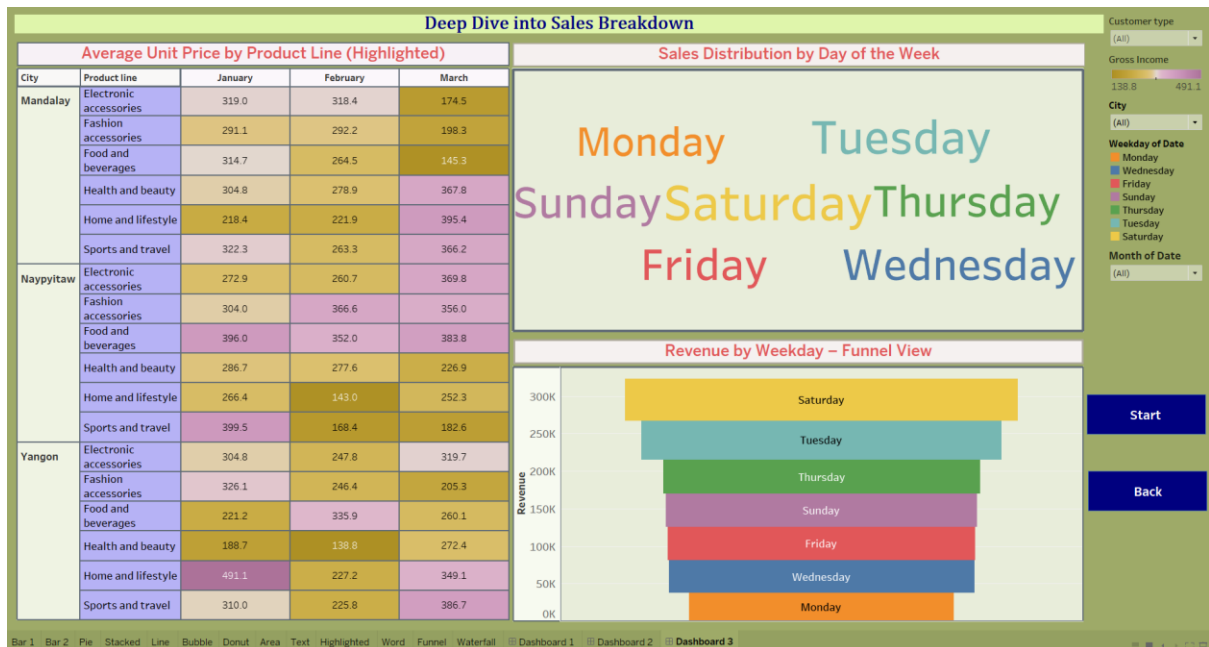 Deep Dive into Sales Breakdown
Average Unit Price by Product Line (Highlighted)
City Product line January February March
Mandalay Electronic accessories 319.0 318.4 174.5
Fashion accessories 291.1 292.2 198.3
Food and beverages 314.7 264.5 145.3
Health and beauty 304.8 278.9 367.8
Home and lifestyle 218.4 221.9 395.4
Sports and travel 322.3 263.3 366.2
Naypyitaw Electronic accessories 272.9 260.7 369.8
Fashion accessories 304.0 366.6 356.0
Food and beverages 396.0 352.0 383.8
Health and beauty 286.7 277.6 226.9
Home and lifestyle 266.4 143.0 252.3
Sports and travel 399.5 168.4 182.6
Yangon Electronic accessories 304.8 247.8 319.7
Fashion accessories 326.1 246.4 205.3
Food and beverages 221.2 335.9 260.1
Health and beauty 188.7 138.8 272.4
Home and lifestyle 491.1 227.2 349.1
Sports and travel 310.0 225.8 386.7
Sales Distribution by Day of the Week
Monday Tuesday
Sunday Saturday Thursday
Friday Wednesday
Revenue by Weekday – Funnel View
Revenue
300K
250K
200K
150K
100K
50K
0K
Saturday
Tuesday
Thursday
Sunday
Friday
Wednesday
Monday
Customer type
(All)
Gross Income
138.8 491.1
City
(All)
Weekday of Date
Monday
Wednesday
Friday
Sunday
Thursday
Tuesday
Saturday
Month of Date
(All)
Start
Back
Bar 1 Bar 2 Pie Stacked Line Bubble Donut Area Text Highlighted Word Funnel Waterfall Dashboard 1 Dashboard 2 Dashboard 3